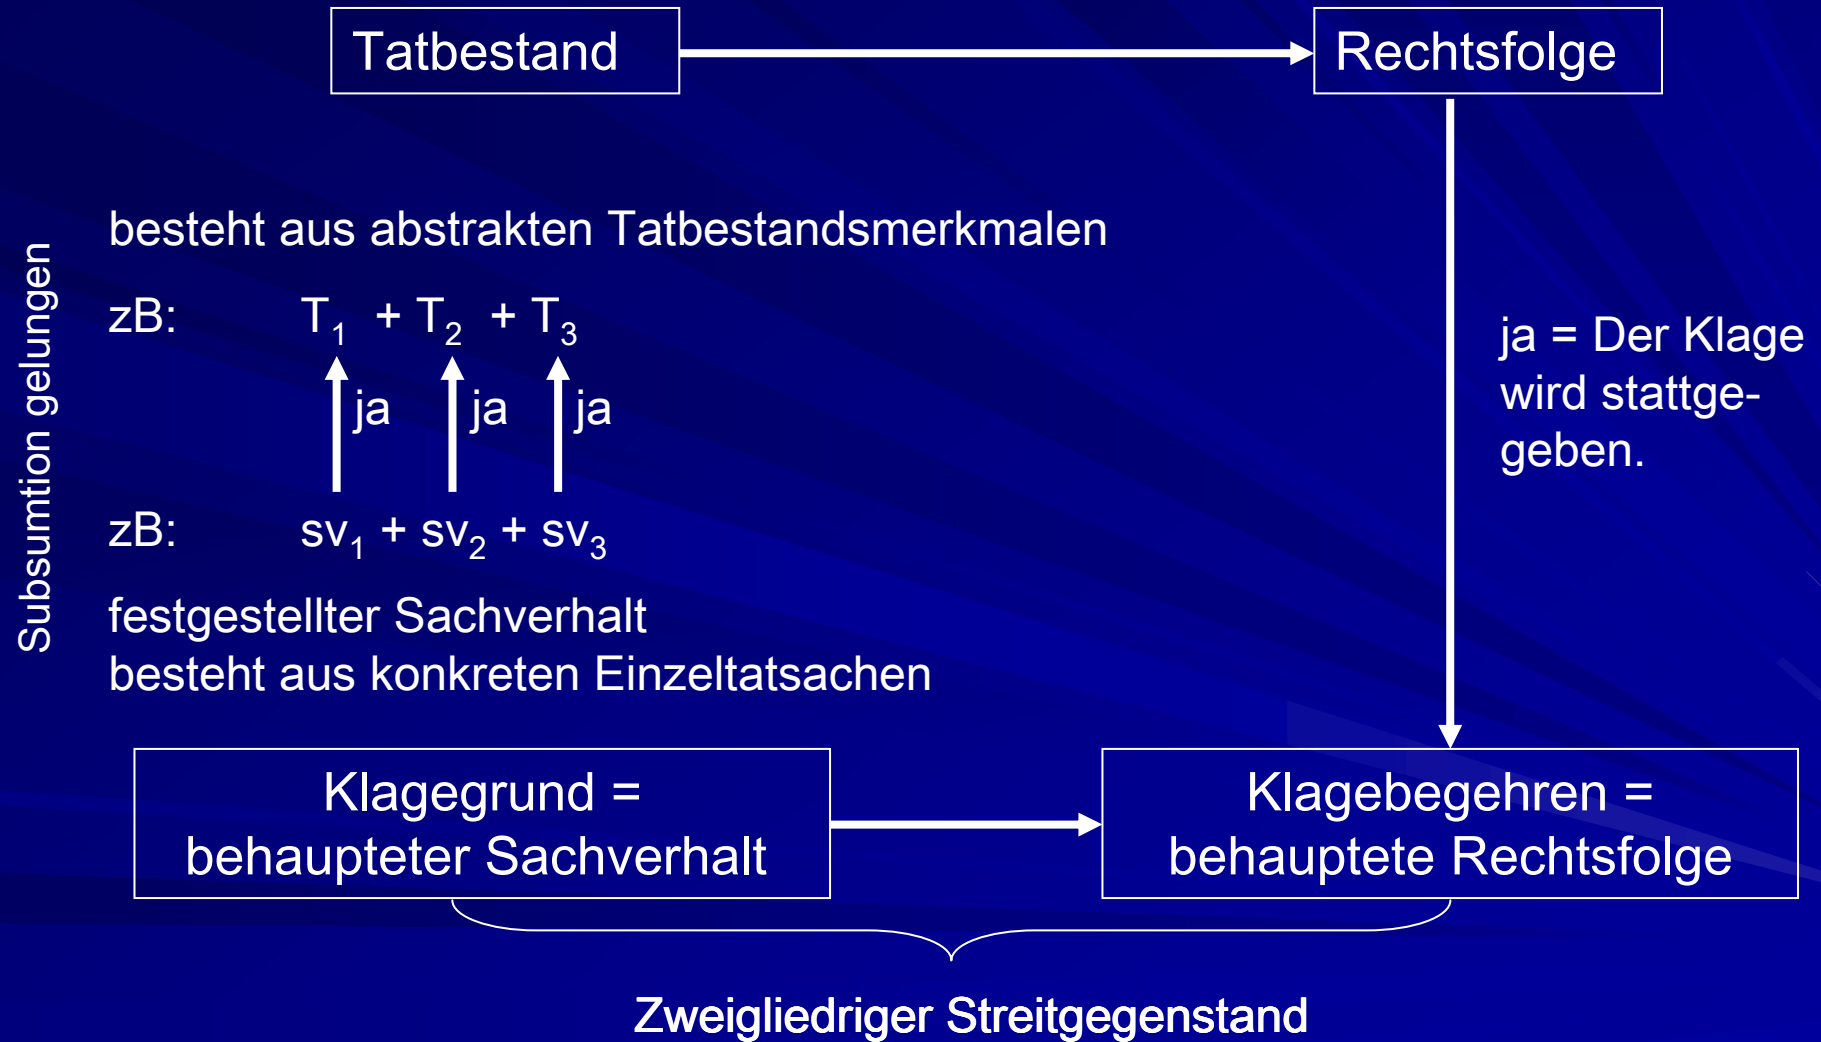 Tatbestand
Rechtsfolge
besteht aus abstrakten Tatbestandsmerkmalen
Subsumtion gelungen
zB: T₁ + T₂ + T₃
ja ja ja
ja = Der Klage
wird stattge-
geben.
zB: sv₁ + sv₂ + sv₃
festgestellter Sachverhalt
besteht aus konkreten Einzeltatsachen
Klagegrund =
behaupteter Sachverhalt
Klagebegehren =
behauptete Rechtsfolge
Zweigliedriger Streitgegenstand